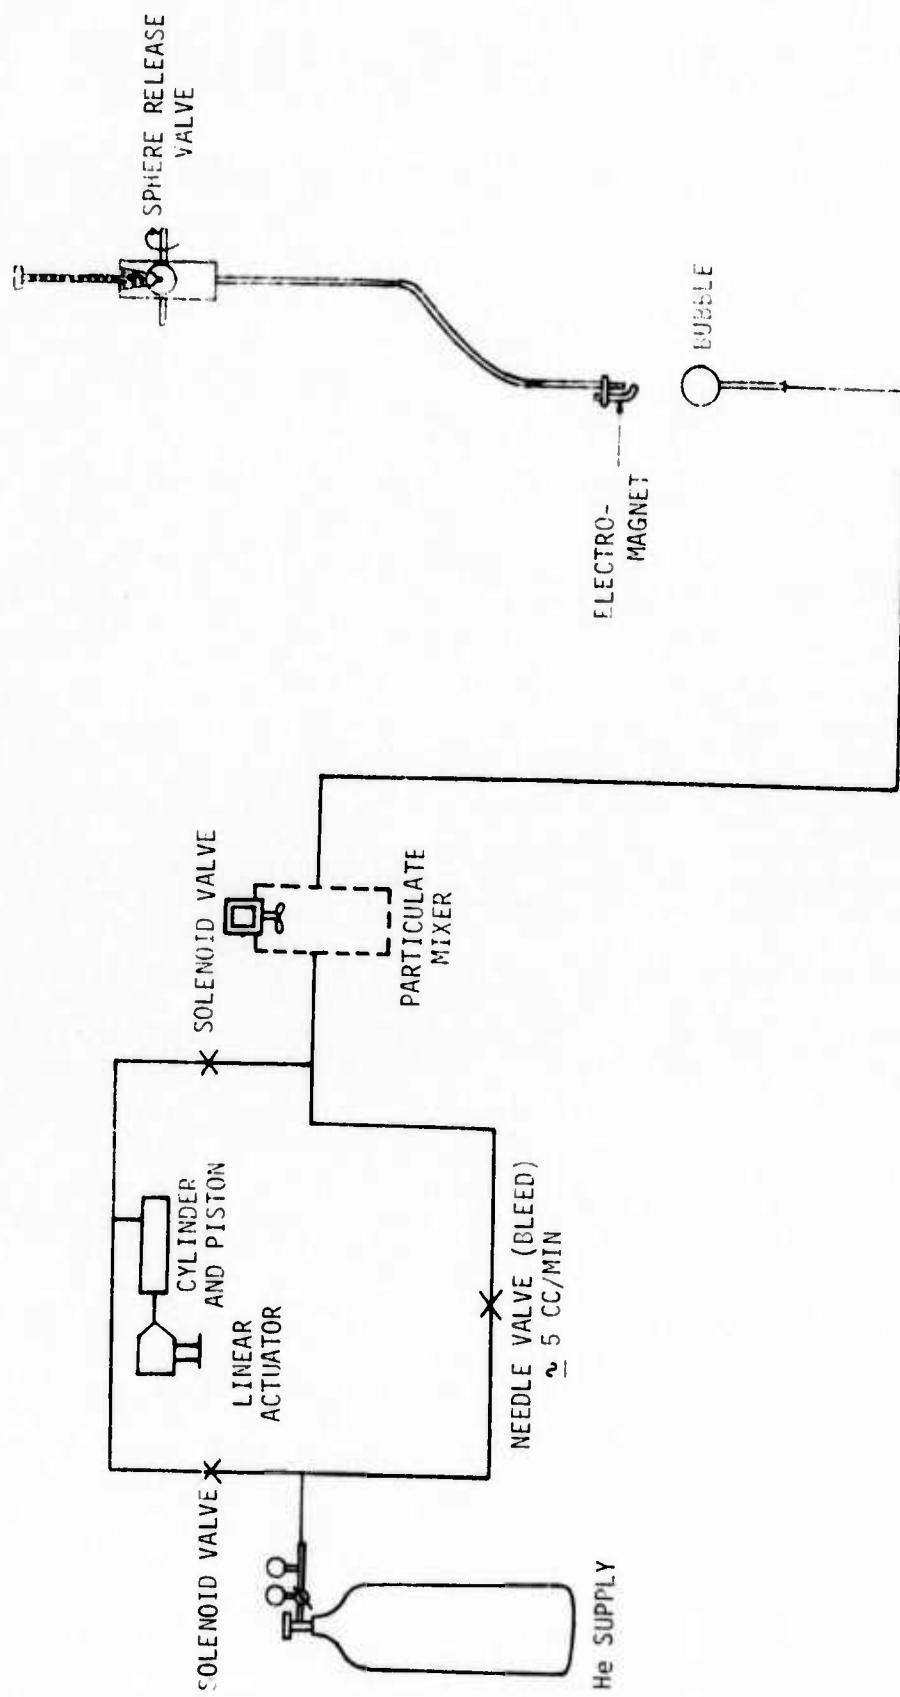 SPHERE RELEASE
VALVE
BUBBLE
ELECTRO-
MAGNET
SOLENOID VALVE
PARTICULATE
MIXER
CYLINDER
AND PISTON
LINEAR
ACTUATOR
NEEDLE VALVE (BLEED)
~ 5 CC/MIN
SOLENOID VALVE
He SUPPLY